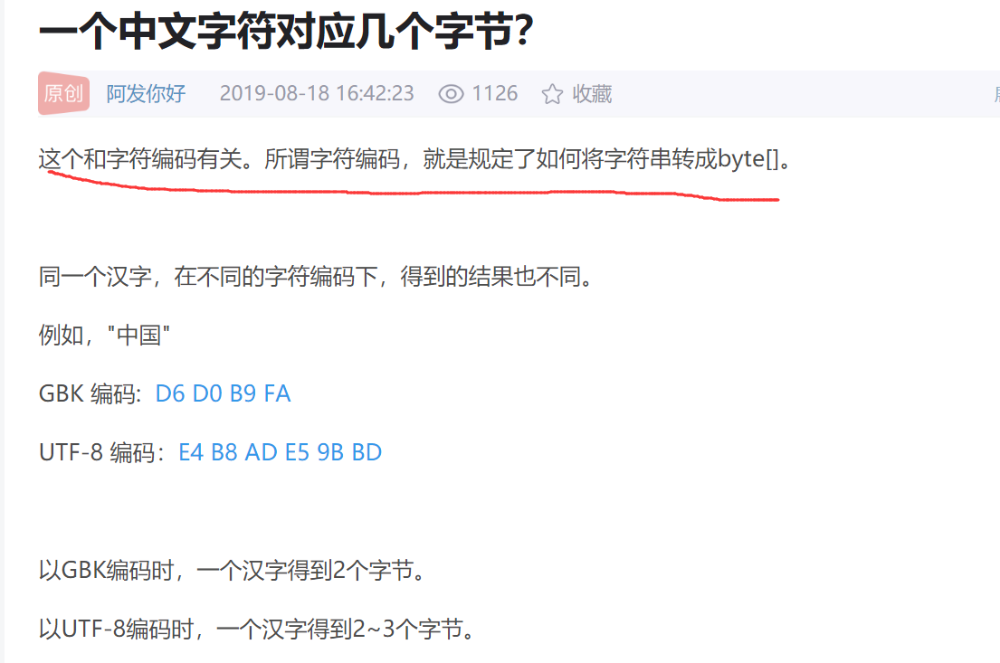 一个中文字符对应几个字节？
原创 阿发你好 2019-08-18 16:42:23 1126 收藏
这个和字符编码有关。所谓字符编码，就是规定了如何将字符串转成byte[]。
同一个汉字，在不同的字符编码下，得到的结果也不同。
例如，"中国"
GBK 编码: D6 D0 B9 FA
UTF-8 编码：E4 B8 AD E5 9B BD
以GBK编码时，一个汉字得到2个字节。
以UTF-8编码时，一个汉字得到2~3个字节。